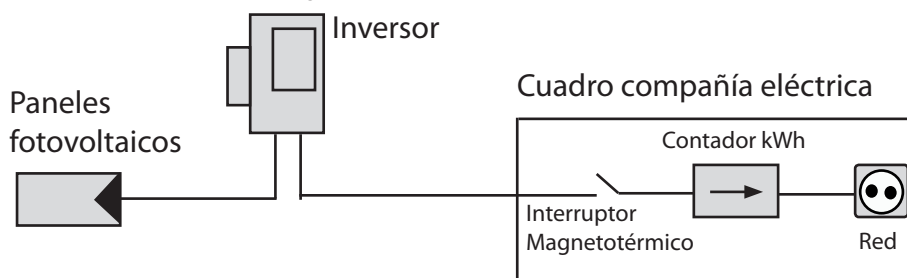 Inversor
Paneles
fotovoltaicos
Cuadro compañía eléctrica
Contador kWh
Interruptor
Magnetotérmico
Red